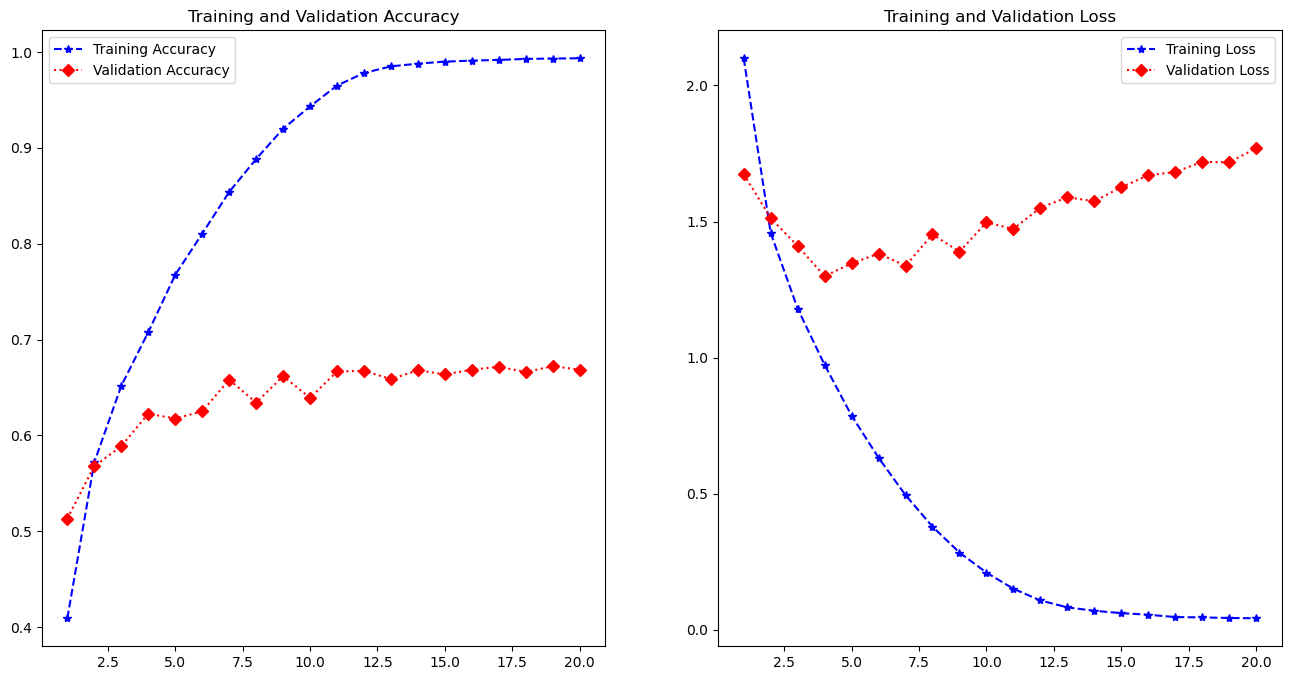 Training and Validation Accuracy
Training Accuracy
Validation Accuracy
1.0
0.9
0.8
0.7
0.6
0.5
0.4
2.5 5.0 7.5 10.0 12.5 15.0 17.5 20.0
Training and Validation Loss
Training Loss
Validation Loss
2.0
1.5
1.0
0.5
0.0
2.5 5.0 7.5 10.0 12.5 15.0 17.5 20.0